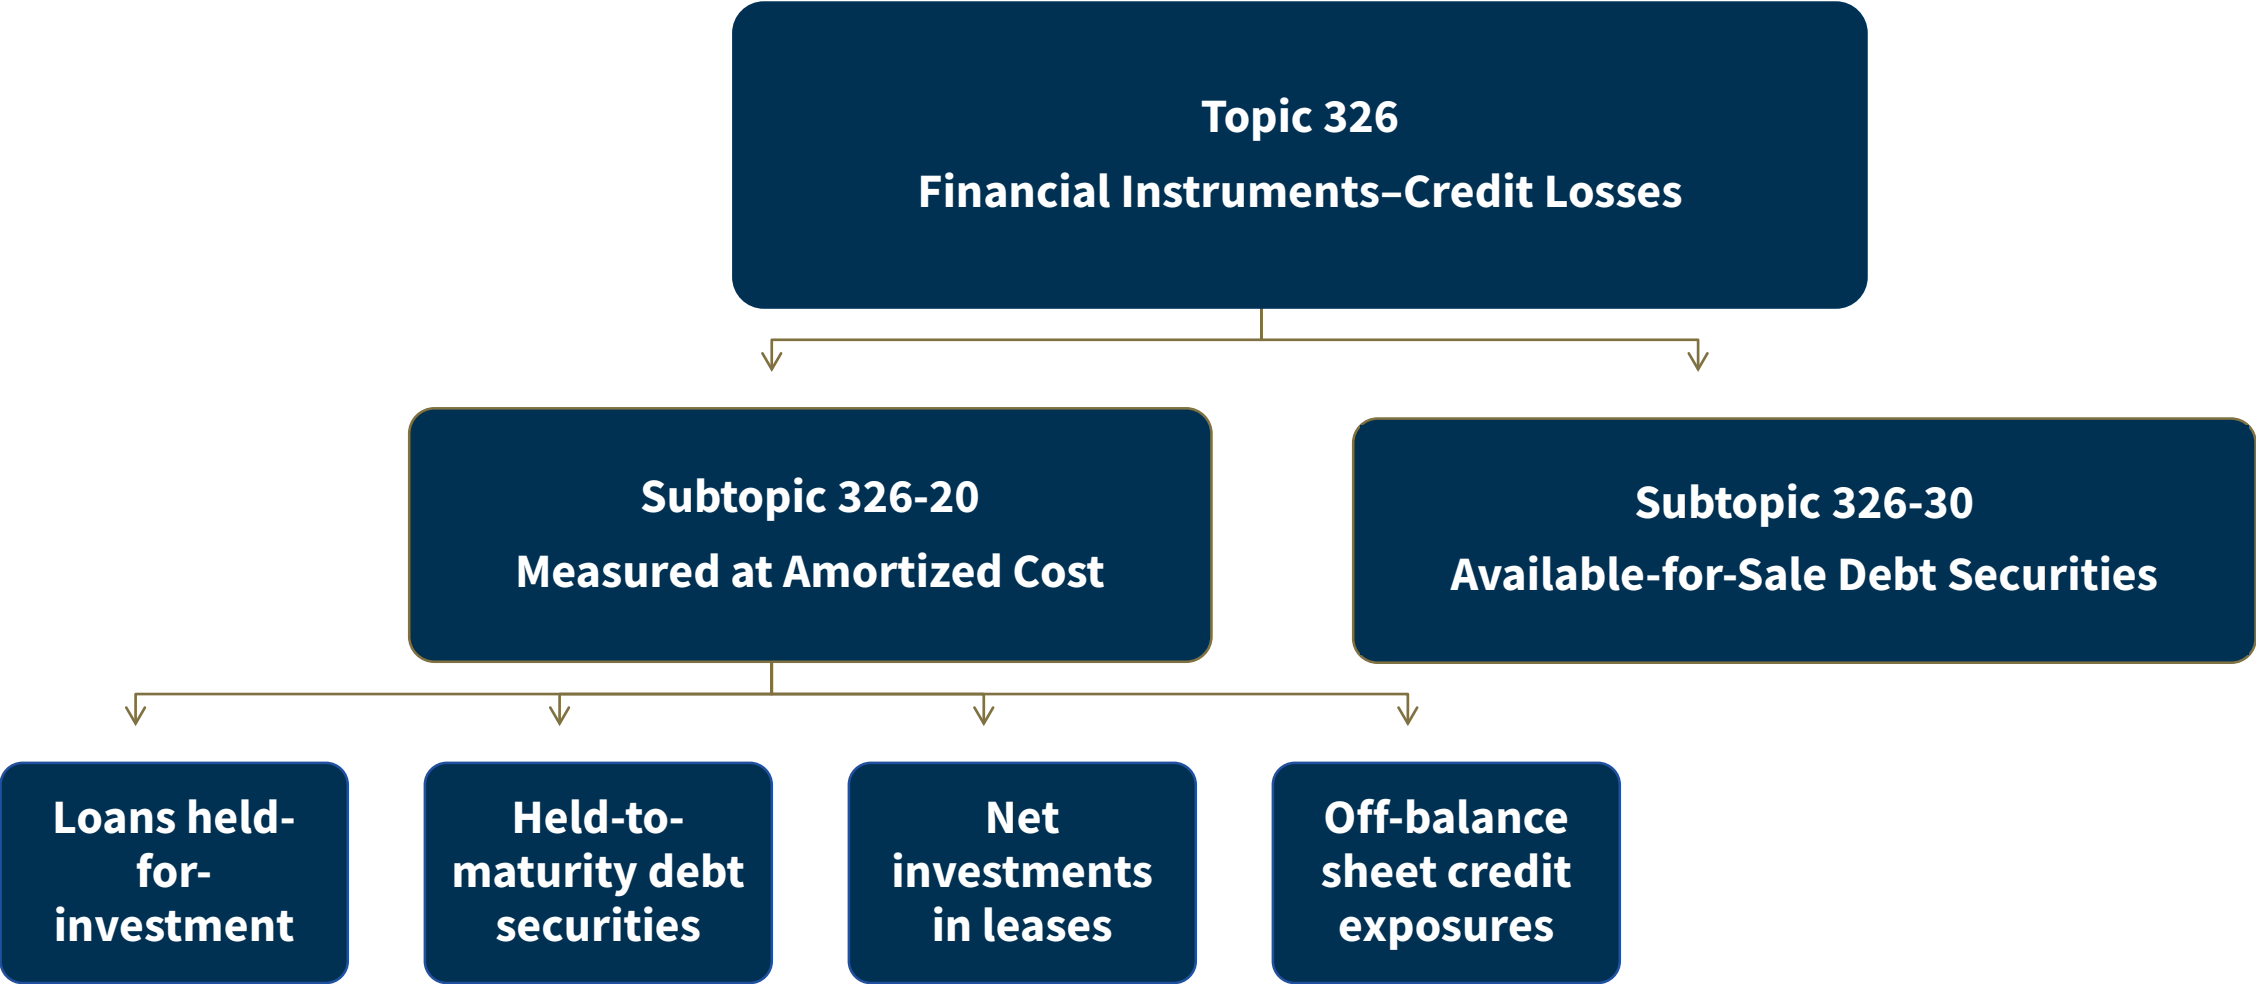 Topic 326
Financial Instruments–Credit Losses
Subtopic 326-20
Measured at Amortized Cost
Subtopic 326-30
Available-for-Sale Debt Securities
Loans held-
for-
investment
Held-to-
maturity debt
securities
Net
investments
in leases
Off-balance
sheet credit
exposures